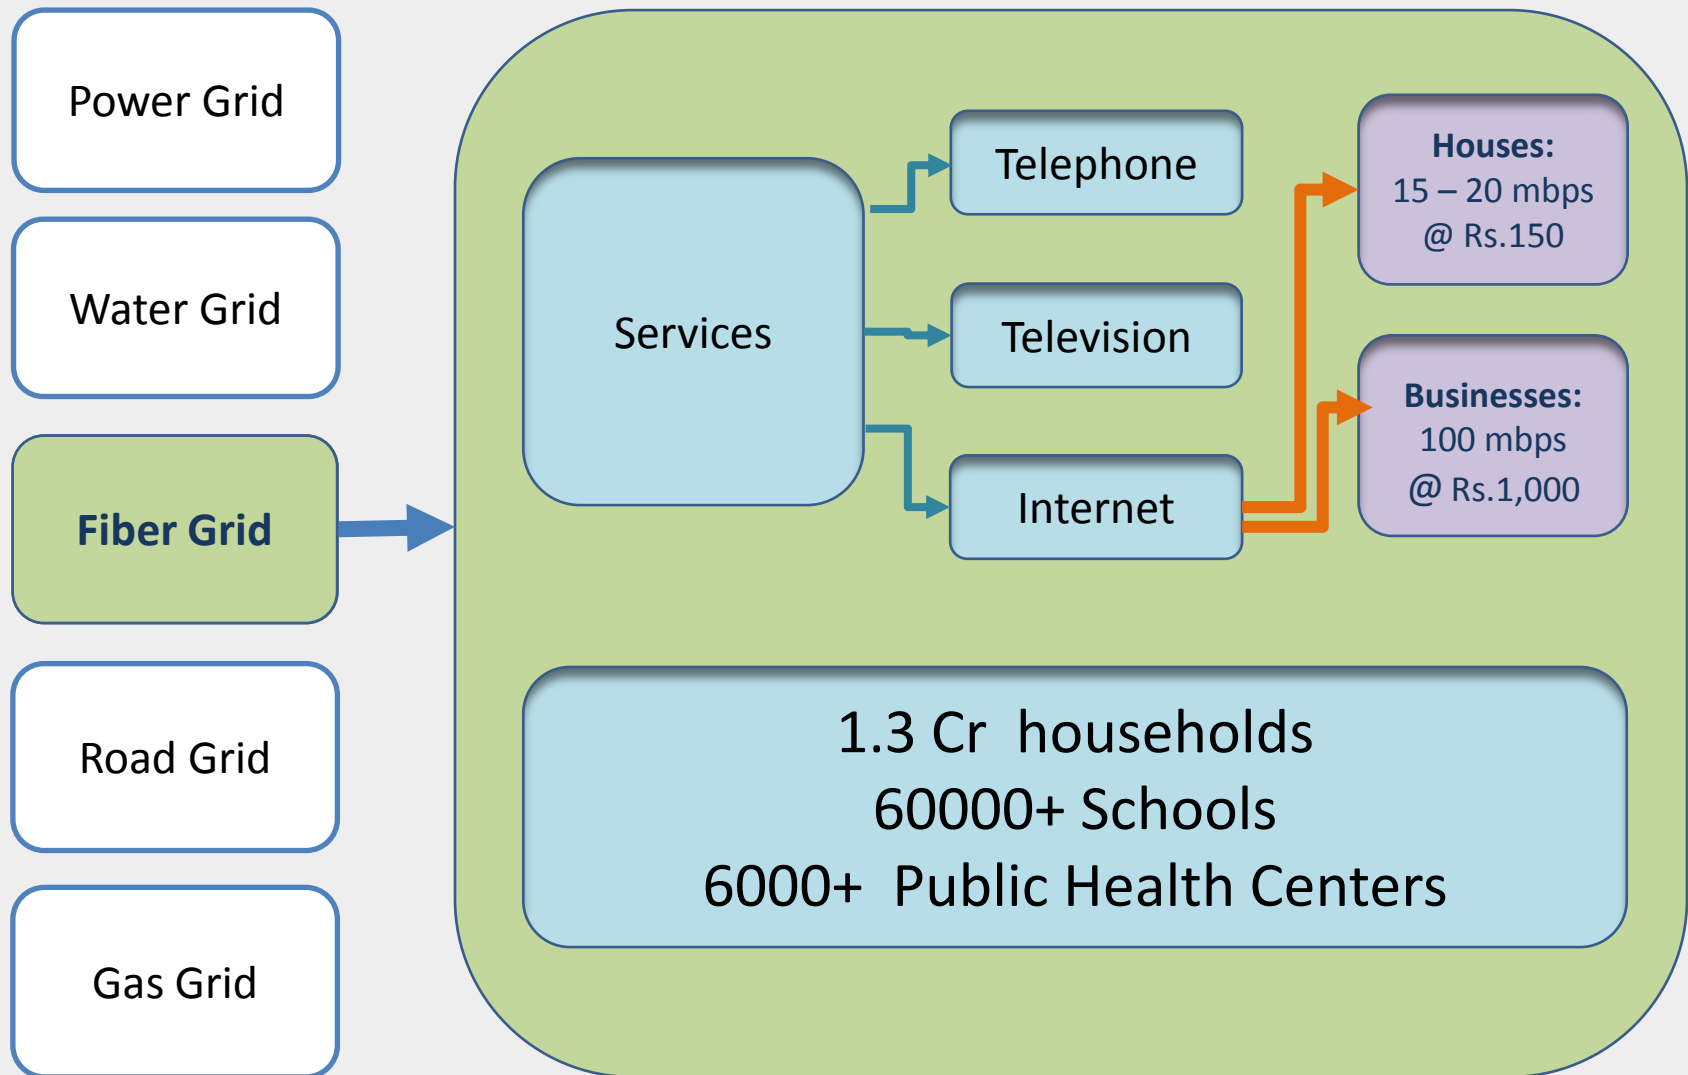 Power Grid
Water Grid
Fiber Grid
Road Grid
Gas Grid
Services
Telephone
Television
Internet
Houses:
15 – 20 mbps
@ Rs.150
Businesses:
100 mbps
@ Rs.1,000
1.3 Cr  households
60000+ Schools
6000+  Public Health Centers